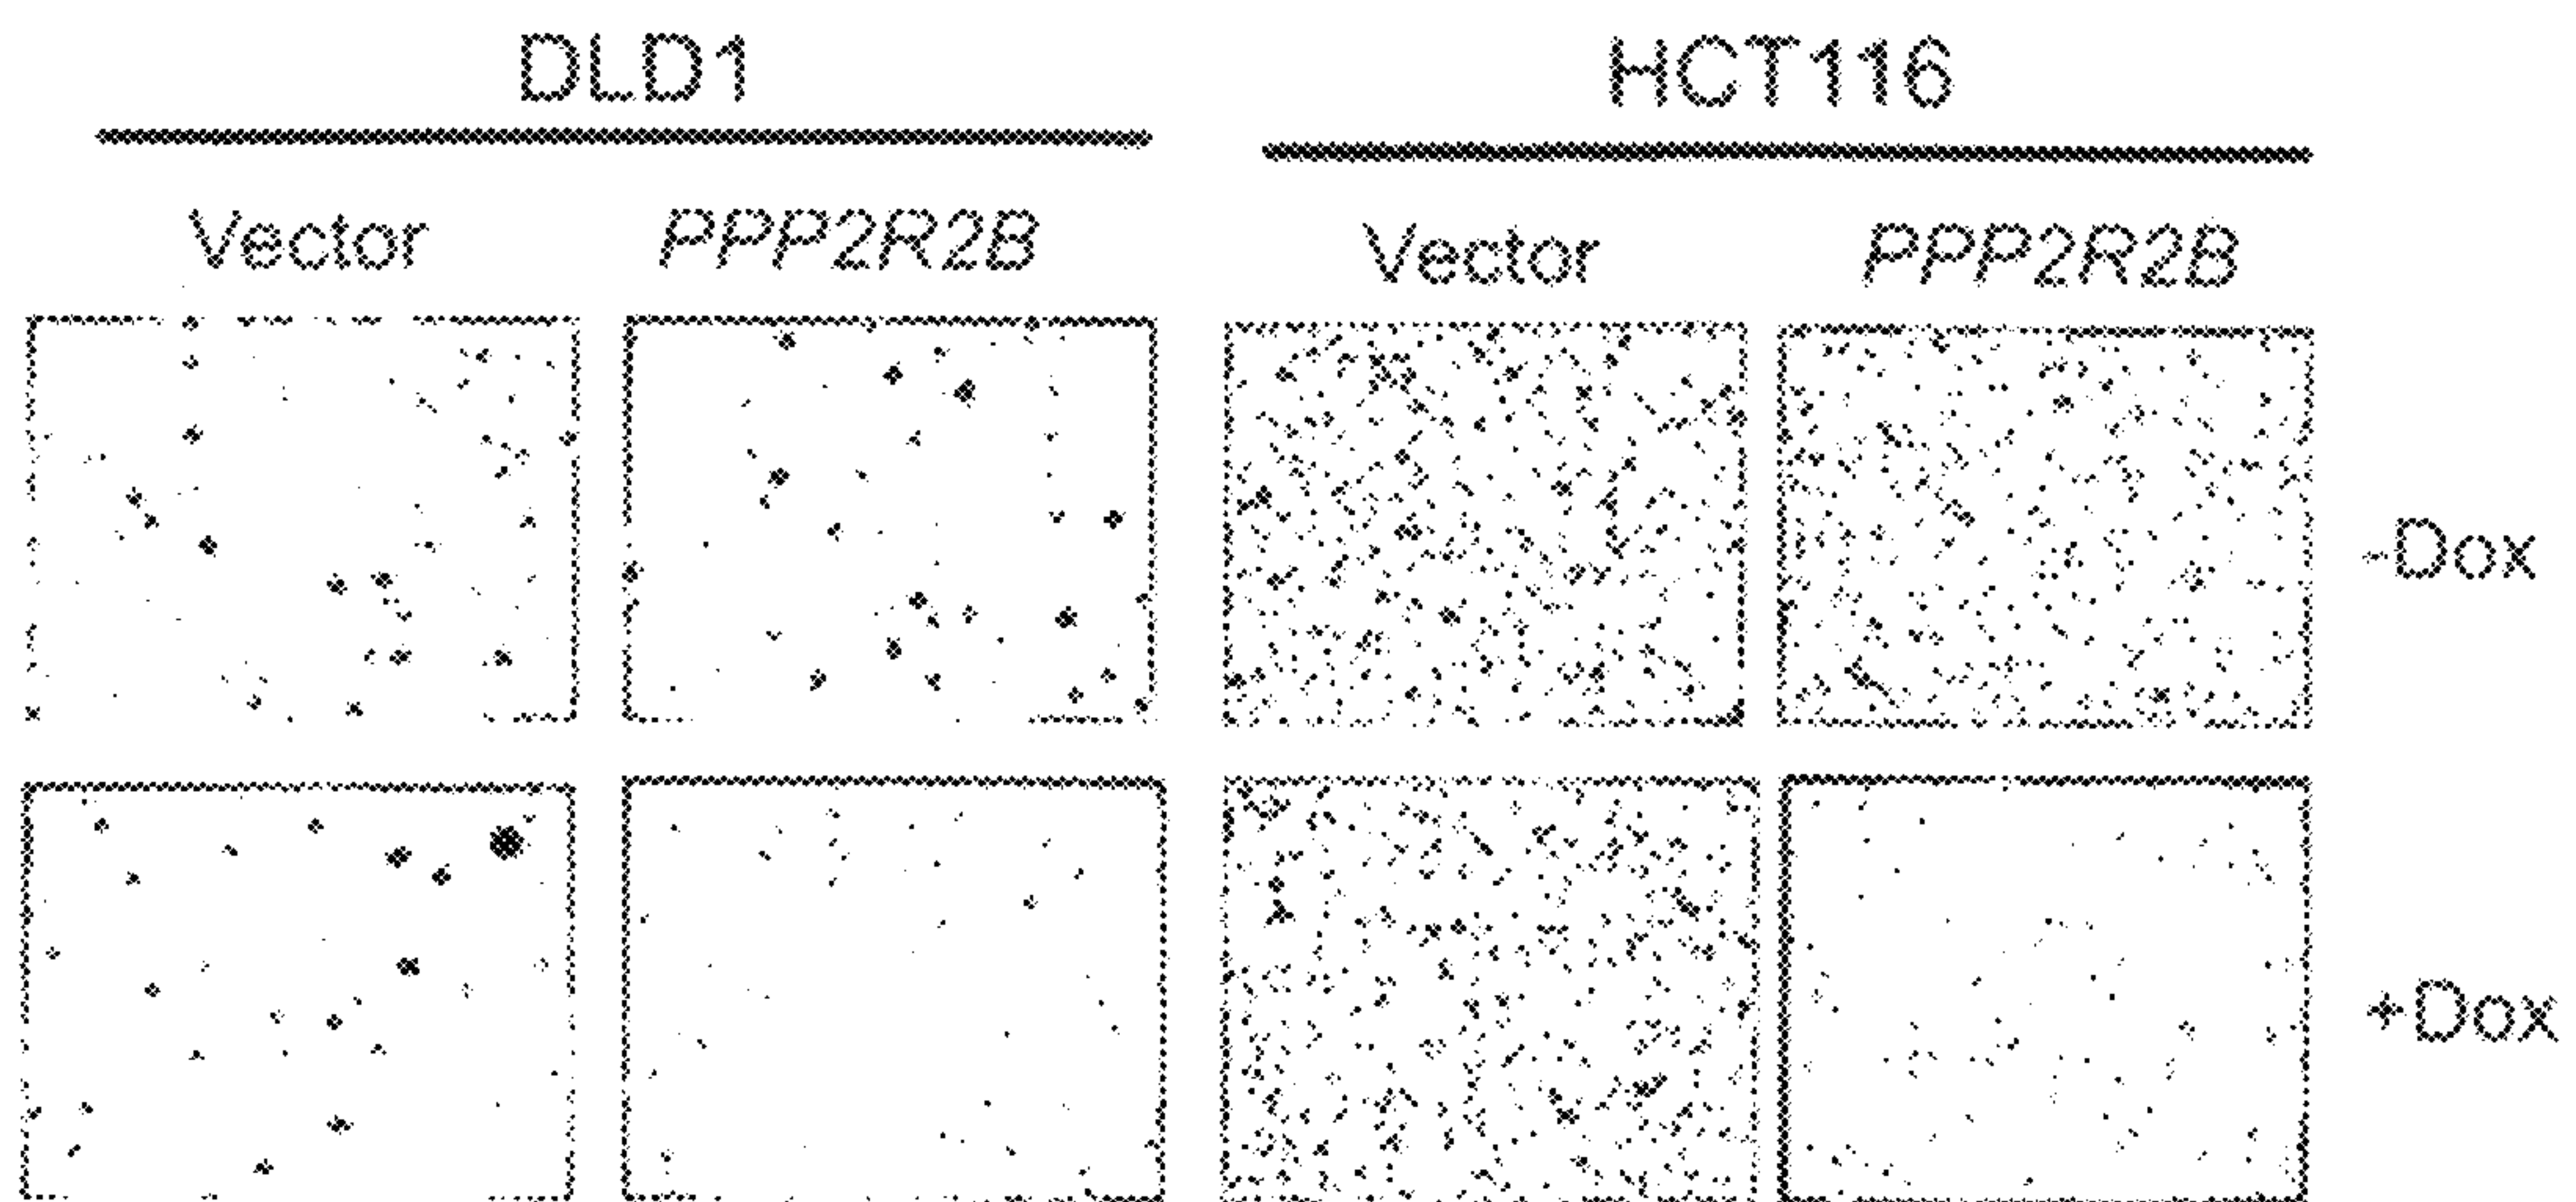 DLD1 HCT116
Vector PPP2R2B Vector PPP2R2B
-Dox
+Dox